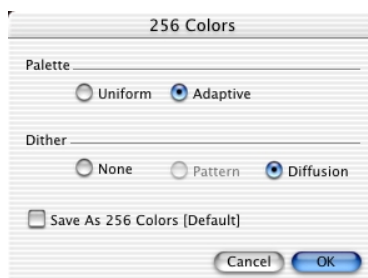 256 Colors
Palette
Uniform Adaptive
Dither
None Pattern Diffusion
Save As 256 Colors [Default]
Cancel OK